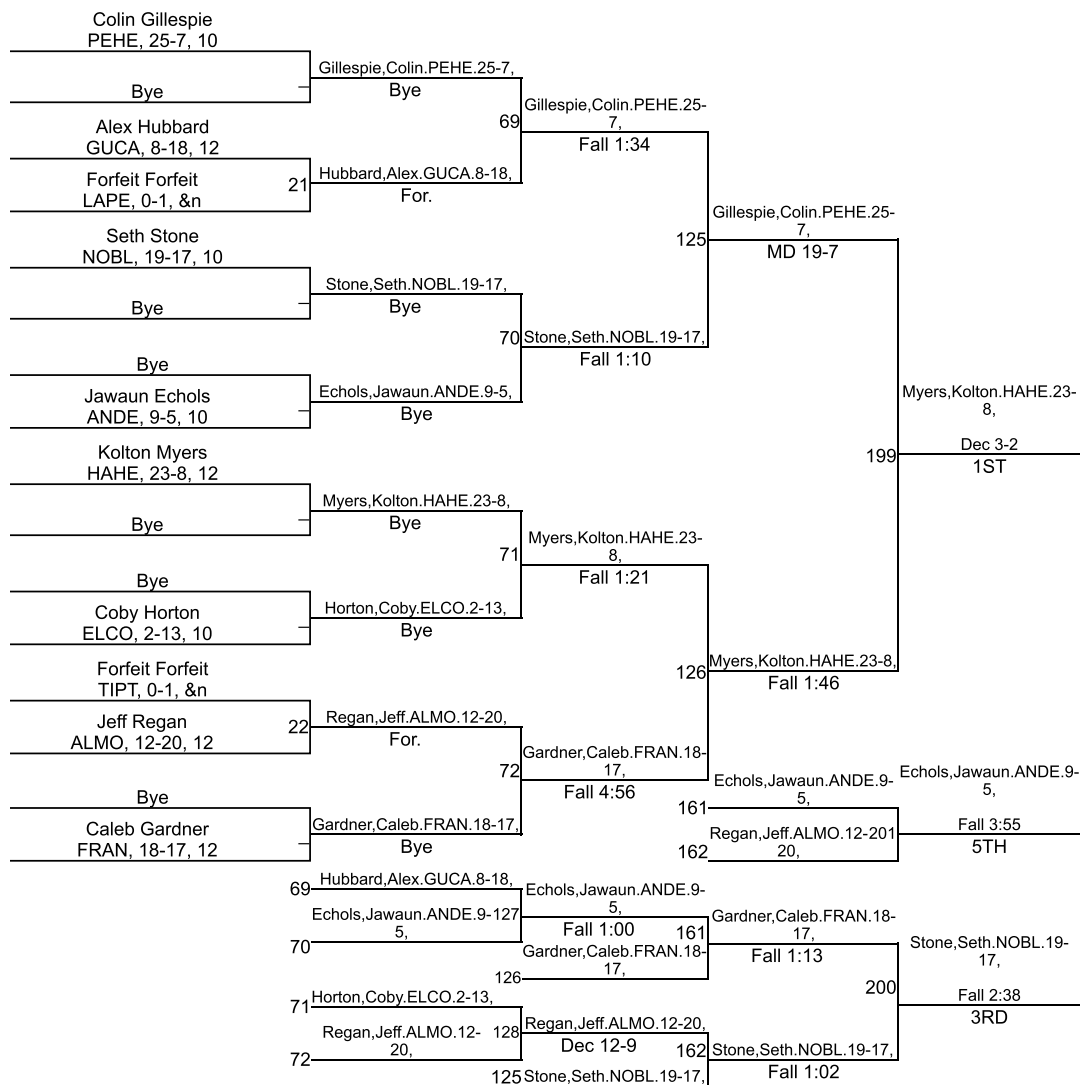 Colin Gillespie
PEHE, 25-7, 10
Bye
Gillespie,Colin.PEHE.25-7,
Bye
Alex Hubbard
GUCA, 8-18, 12
Forfeit Forfeit
LAPE, 0-1, &n
21
Hubbard,Alex.GUCA.8-18,
For.
69
Gillespie,Colin.PEHE.25-
7,
Fall 1:34
Seth Stone
NOBL, 19-17, 10
Bye
Stone,Seth.NOBL.19-17,
Bye
Bye
Jawaun Echols
ANDE, 9-5, 10
Echols,Jawaun.ANDE.9-5,
Bye
70
Stone,Seth.NOBL.19-17,
Fall 1:10
125
Gillespie,Colin.PEHE.25-
7,
MD 19-7
Kolton Myers
HAHE, 23-8, 12
Bye
Myers,Kolton.HAHE.23-8,
Bye
Bye
Coby Horton
ELCO, 2-13, 10
Horton,Coby.ELCO.2-13,
Bye
71
Myers,Kolton.HAHE.23-
8,
Fall 1:21
Forfeit Forfeit
TIPT, 0-1, &n
Jeff Regan
ALMO, 12-20, 12
22
Regan,Jeff.ALMO.12-20,
For.
Bye
Caleb Gardner
FRAN, 18-17, 12
Gardner,Caleb.FRAN.18-17,
Bye
72
Gardner,Caleb.FRAN.18-
17,
Fall 4:56
126
Myers,Kolton.HAHE.23-8,
Fall 1:46
199
Myers,Kolton.HAHE.23-
8,
Dec 3-2
1ST
161
Echols,Jawaun.ANDE.9-
5,
162
Regan,Jeff.ALMO.12-201
20,
Echols,Jawaun.ANDE.9-
5,
Fall 3:55
5TH
69
Hubbard,Alex.GUCA.8-18,
70
Echols,Jawaun.ANDE.9-127
5,
Echols,Jawaun.ANDE.9-
5,
Fall 1:00
126
Gardner,Caleb.FRAN.18-
17,
161
Gardner,Caleb.FRAN.18-
17,
Fall 1:13
71
Horton,Coby.ELCO.2-13,
72
Regan,Jeff.ALMO.12-
20,
128
Regan,Jeff.ALMO.12-20,
Dec 12-9
125
Stone,Seth.NOBL.19-17,
162
Stone,Seth.NOBL.19-17,
Fall 1:02
200
Stone,Seth.NOBL.19-
17,
Fall 2:38
3RD